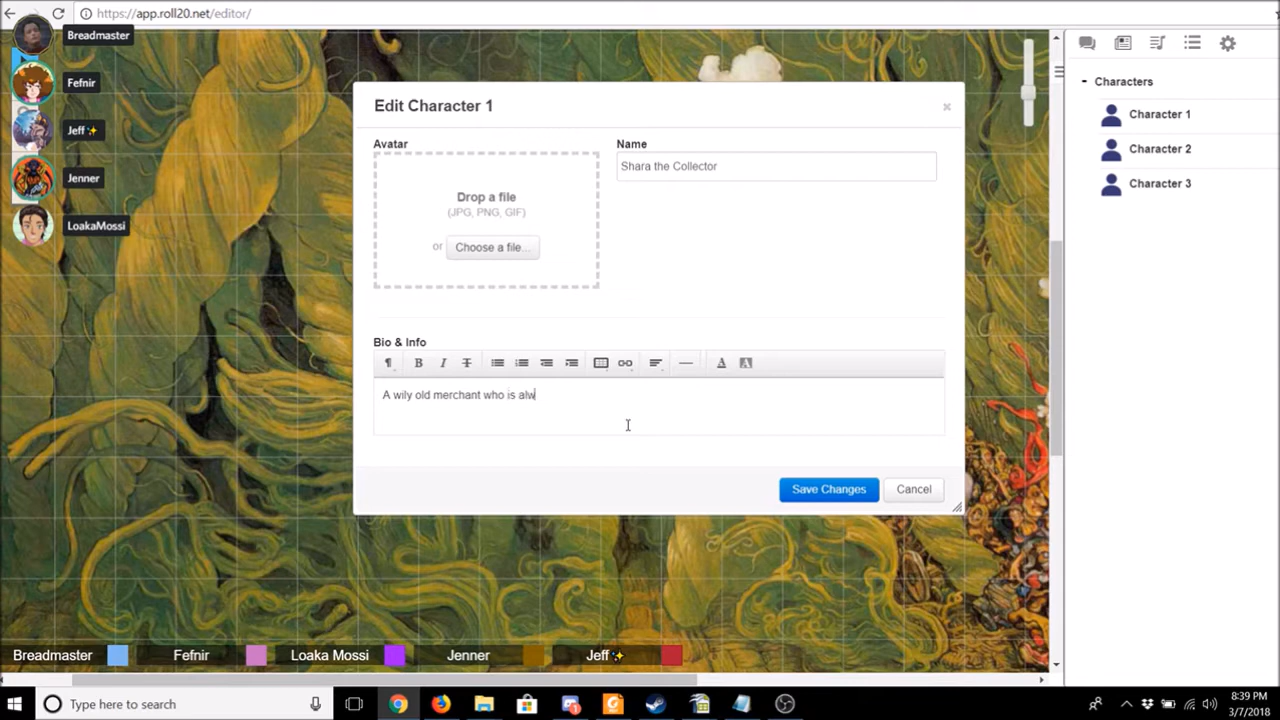 https://app.roll20.net/editor/
Breadmaster
Fefnir
Jeff✨
Jenner
LoakaMossi
Edit Character 1
×
Avatar
Name
Drop a file
(JPG, PNG, GIF)
or Choose a file...
Shara the Collector
Bio & Info
¶ B I T A A
A wily old merchant who is alw
Save Changes
Cancel
Characters
Character 1
Character 2
Character 3
Breadmaster Fefnir Loaka Mossi Jenner Jeff✨
Type here to search
8:39 PM
3/7/2018